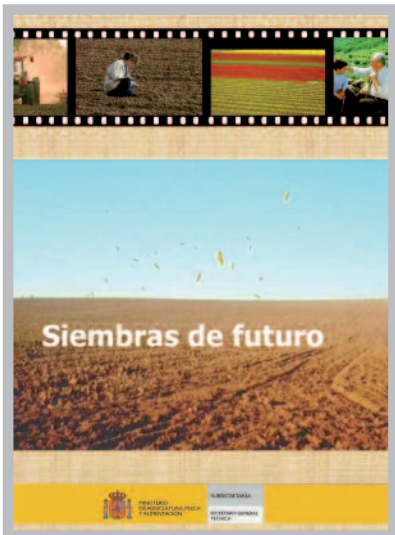 Siembras de futuro
MINISTERIO
DE AGRICULTURA, PESCA
Y ALIMENTACIÓN
SUBSECRETARÍA
SECRETARÍA GENERAL
TÉCNICA